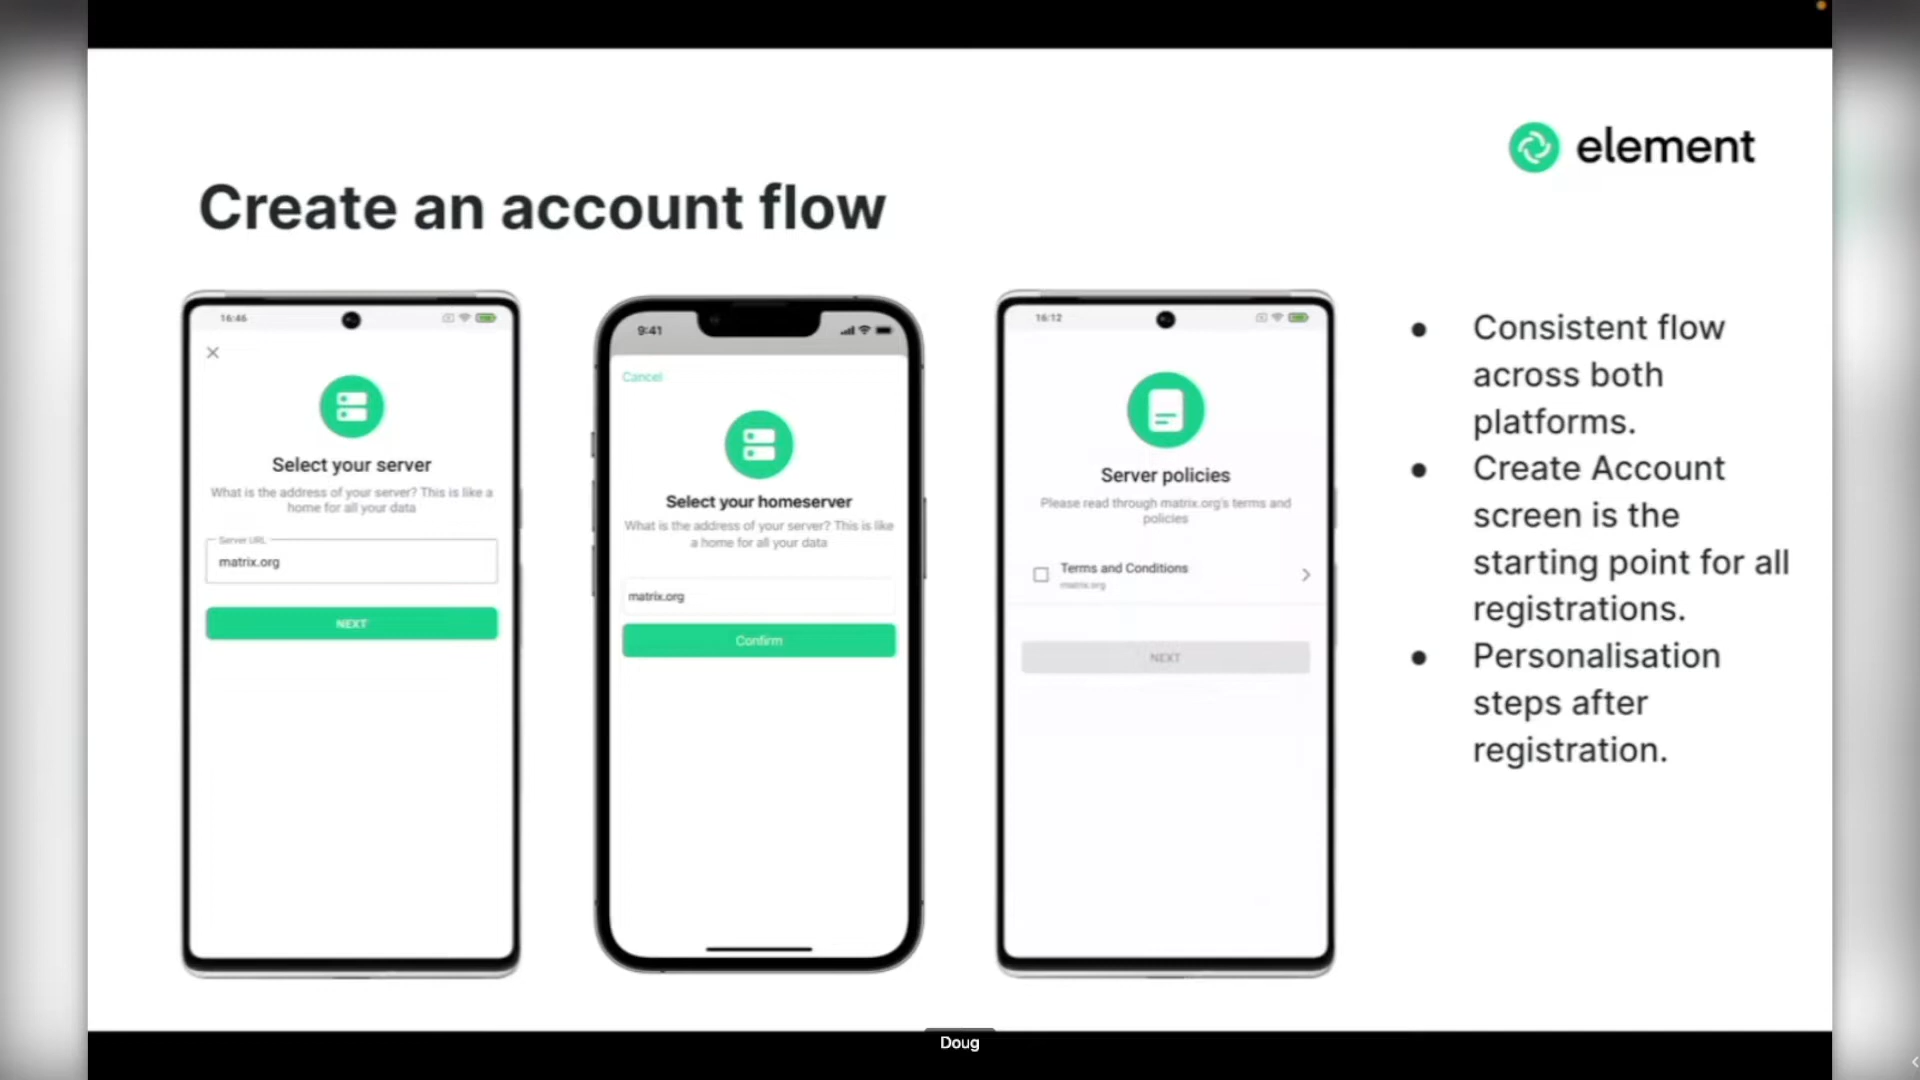 element
Create an account flow
16:46
Select your server
What is the address of your server? This is like a
home for all your data
Server URL
matrix.org
NEXT
9:41
Cancel
Select your homeserver
What is the address of your server? This is like
a home for all your data
matrix.org
Confirm
16:12
Server policies
Please read through matrix.org's terms and
policies
Terms and Conditions
matrix.org
NEXT
• Consistent flow
across both
platforms.
• Create Account
screen is the
starting point for all
registrations.
• Personalisation
steps after
registration.
Doug